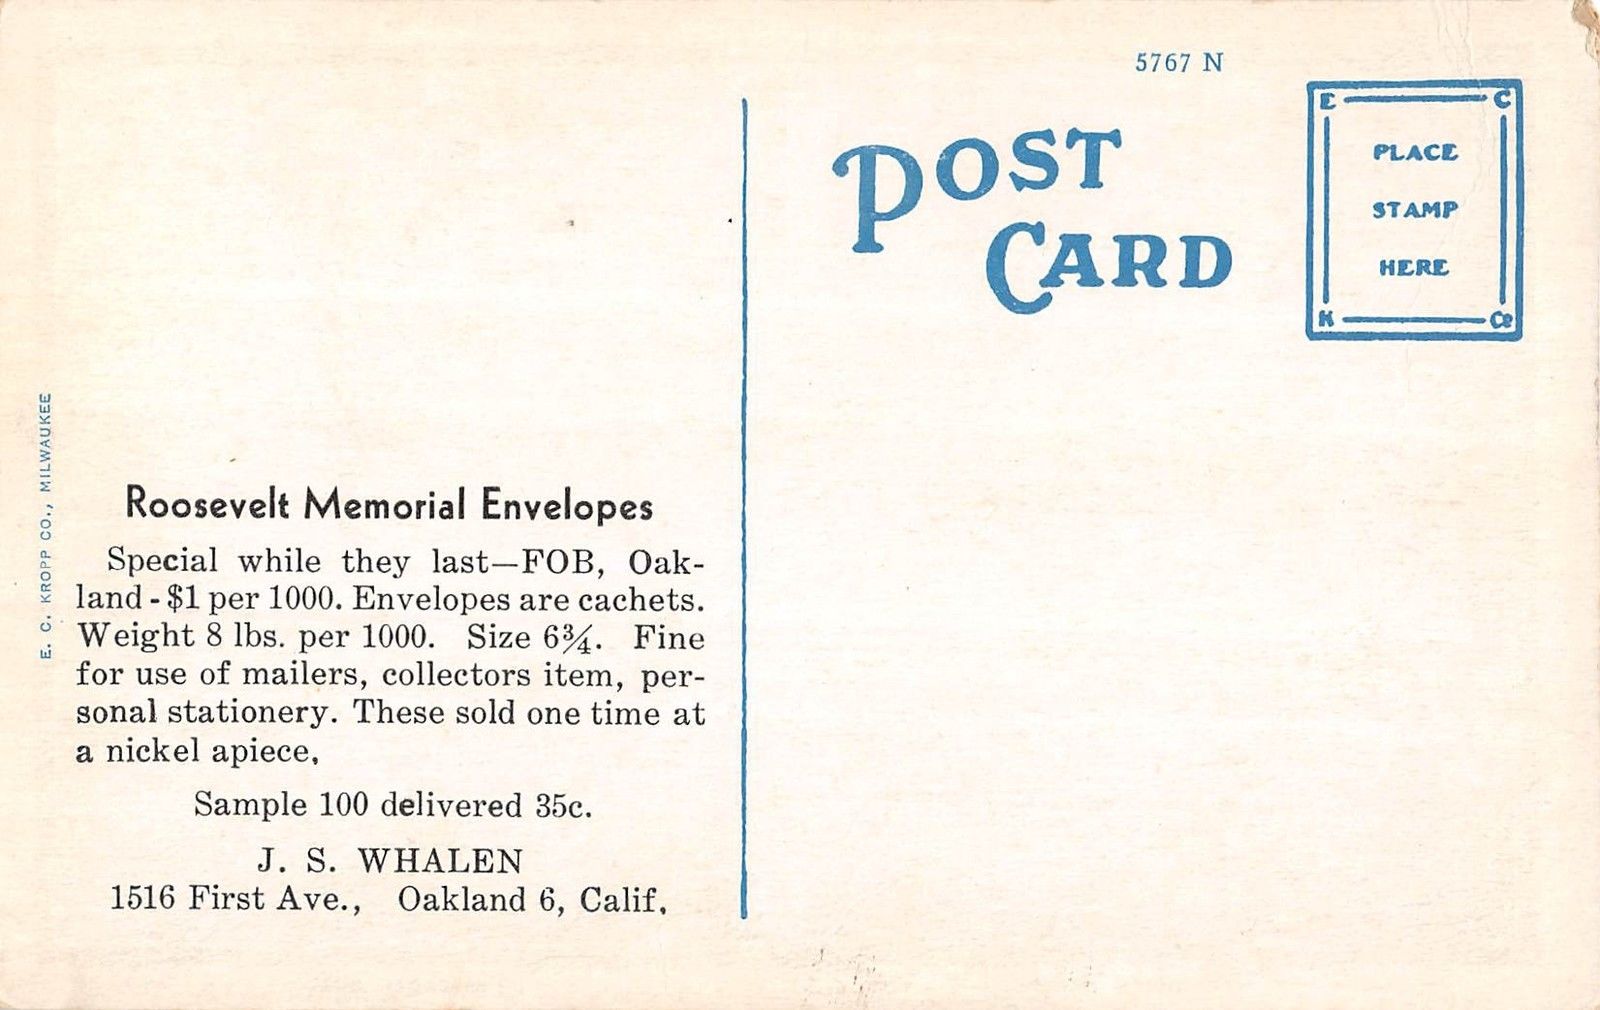 5767 N
POST
CARD
E C
PLACE
STAMP
HERE
K Co
E. C. KROPP CO., MILWAUKEE
Roosevelt Memorial Envelopes
Special while they last—FOB, Oak-
land - $1 per 1000. Envelopes are cachets.
Weight 8 lbs. per 1000. Size 6¾. Fine
for use of mailers, collectors item, per-
sonal stationery. These sold one time at
a nickel apiece,
Sample 100 delivered 35c.
J. S. WHALEN
1516 First Ave., Oakland 6, Calif,